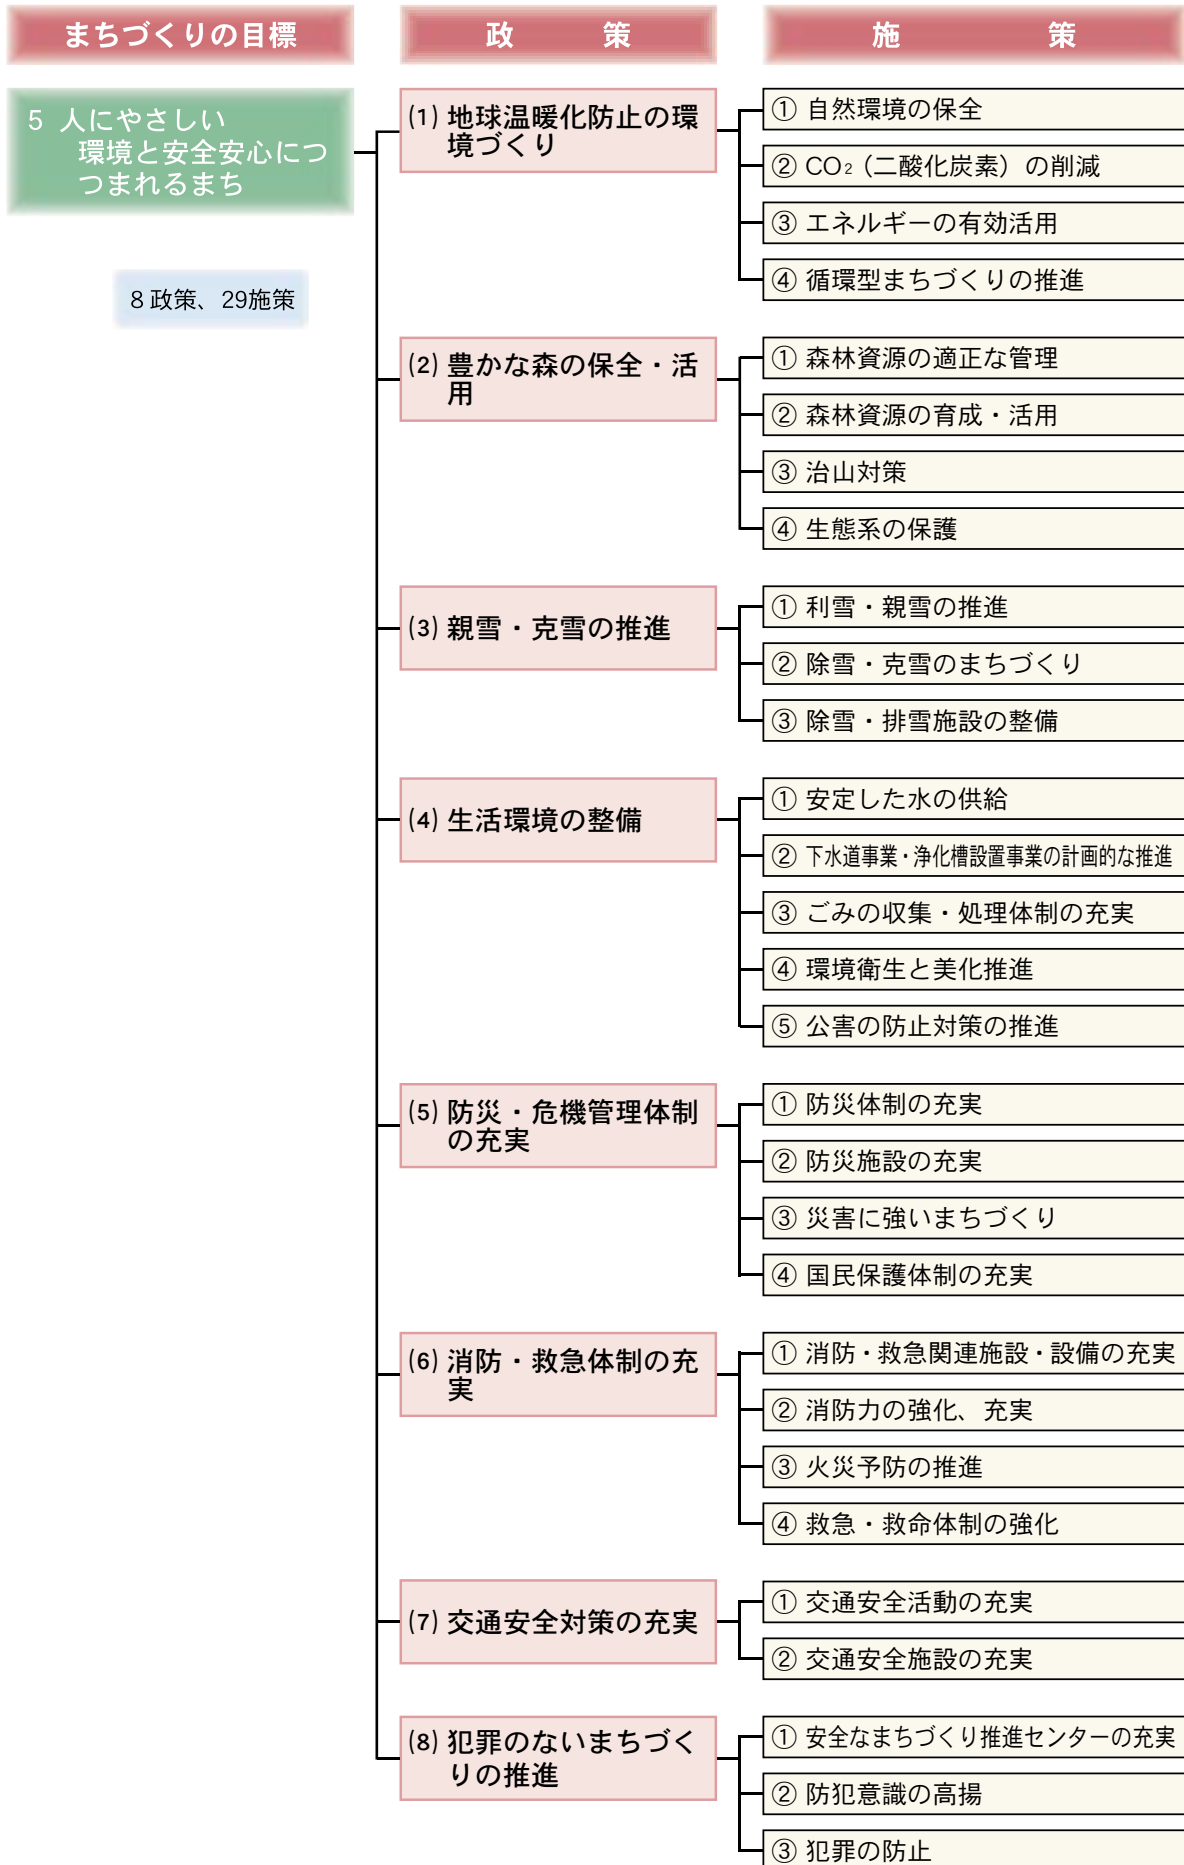 まちづくりの目標
政　　策
施　　策
5 人にやさしい
環境と安全安心につ
つまれるまち
8政策、29施策
(1) 地球温暖化防止の環
境づくり
① 自然環境の保全
② CO₂（二酸化炭素）の削減
③ エネルギーの有効活用
④ 循環型まちづくりの推進
(2) 豊かな森の保全・活
用
① 森林資源の適正な管理
② 森林資源の育成・活用
③ 治山対策
④ 生態系の保護
(3) 親雪・克雪の推進
① 利雪・親雪の推進
② 除雪・克雪のまちづくり
③ 除雪・排雪施設の整備
(4) 生活環境の整備
① 安定した水の供給
② 下水道事業・浄化槽設置事業の計画的な推進
③ ごみの収集・処理体制の充実
④ 環境衛生と美化推進
⑤ 公害の防止対策の推進
(5) 防災・危機管理体制
の充実
① 防災体制の充実
② 防災施設の充実
③ 災害に強いまちづくり
④ 国民保護体制の充実
(6) 消防・救急体制の充
実
① 消防・救急関連施設・設備の充実
② 消防力の強化、充実
③ 火災予防の推進
④ 救急・救命体制の強化
(7) 交通安全対策の充実
① 交通安全活動の充実
② 交通安全施設の充実
(8) 犯罪のないまちづく
りの推進
① 安全なまちづくり推進センターの充実
② 防犯意識の高揚
③ 犯罪の防止